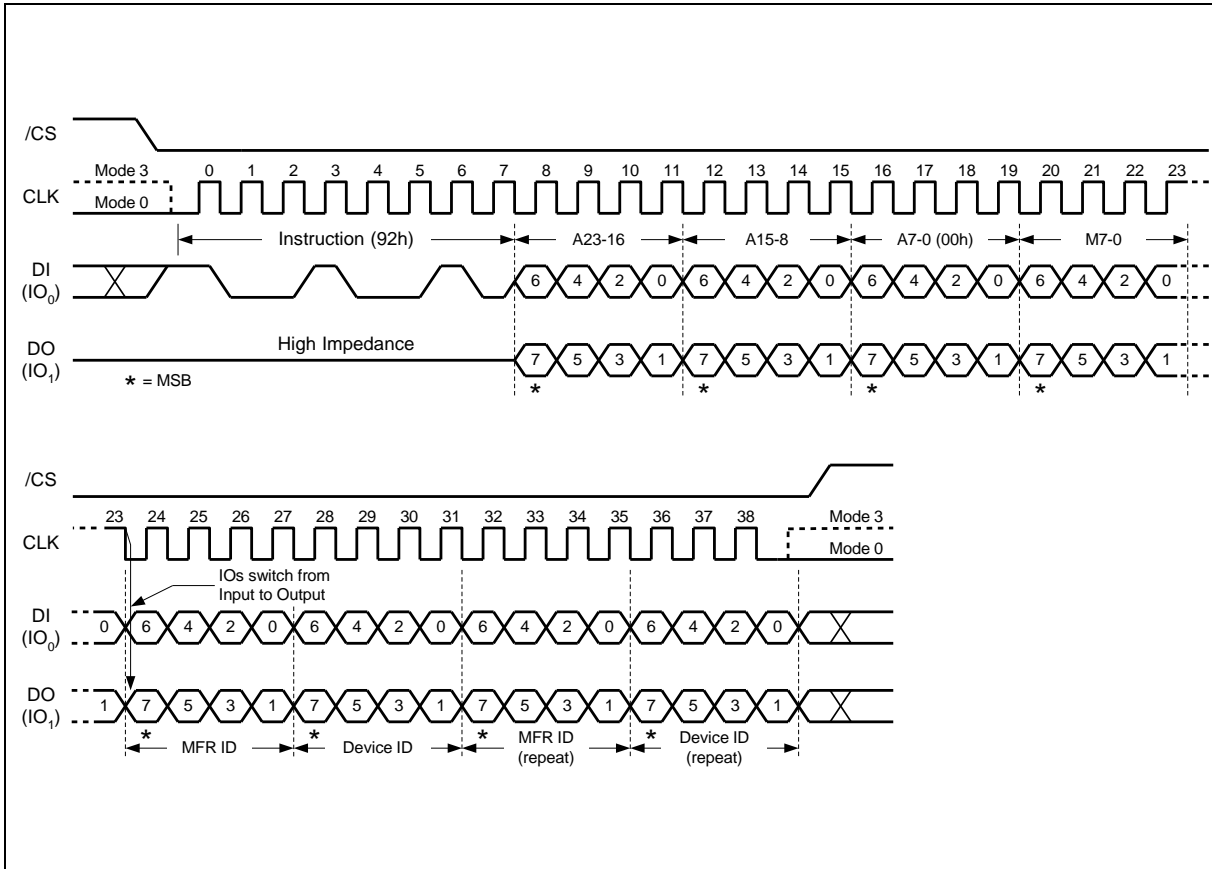 /CS
Mode 3
0 1 2 3 4 5 6 7 8 9 10 11 12 13 14 15 16 17 18 19 20 21 22 23
CLK
Mode 0
Instruction (92h) A23-16 A15-8 A7-0 (00h) M7-0
DI
(IO0)
6 4 2 0 6 4 2 0 6 4 2 0 6 4 2 0
High Impedance
DO
(IO1)
7 5 3 1 7 5 3 1 7 5 3 1 7 5 3 1
* = MSB
* * * *
/CS
23 24 25 26 27 28 29 30 31 32 33 34 35 36 37 38
Mode 3
CLK
Mode 0
IOs switch from
Input to Output
DI
(IO0)
0 6 4 2 0 6 4 2 0 6 4 2 0 6 4 2 0
DO
(IO1)
1 7 5 3 1 7 5 3 1 7 5 3 1 7 5 3 1
* * * *
MFR ID Device ID MFR ID
(repeat)
Device ID
(repeat)